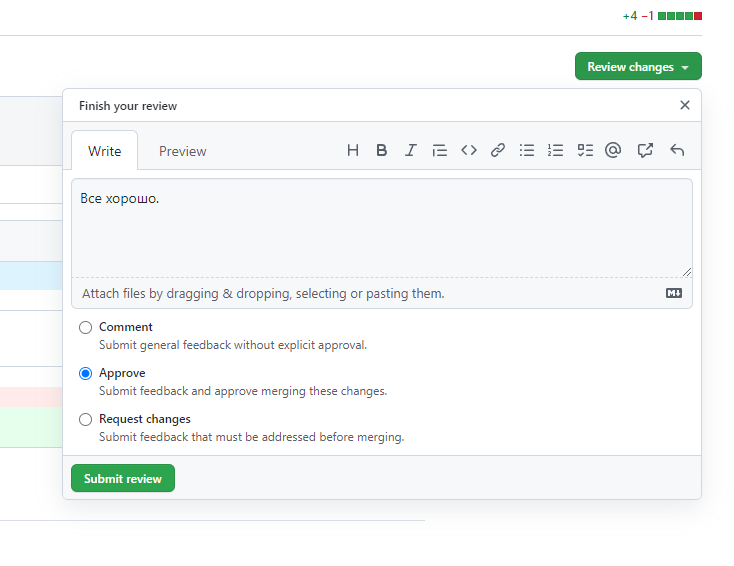 +4 −1
Review changes
Finish your review
Write Preview
Все хорошо.
Attach files by dragging & dropping, selecting or pasting them.
Comment
Submit general feedback without explicit approval.
Approve
Submit feedback and approve merging these changes.
Request changes
Submit feedback that must be addressed before merging.
Submit review